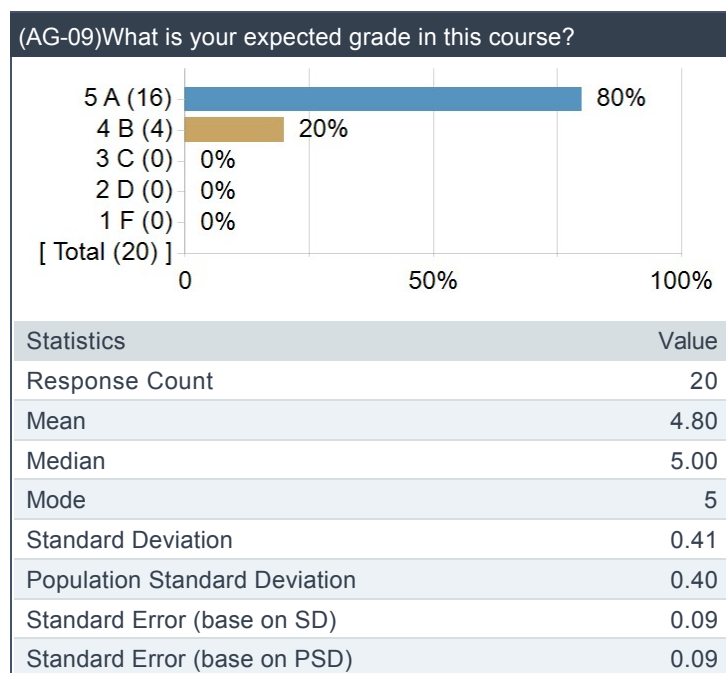 (AG-09)What is your expected grade in this course?
5 A (16) 80%
4 B (4) 20%
3 C (0) 0%
2 D (0) 0%
1 F (0) 0%
[ Total (20) ]
0 50% 100%
Statistics Value
Response Count 20
Mean 4.80
Median 5.00
Mode 5
Standard Deviation 0.41
Population Standard Deviation 0.40
Standard Error (base on SD) 0.09
Standard Error (base on PSD) 0.09